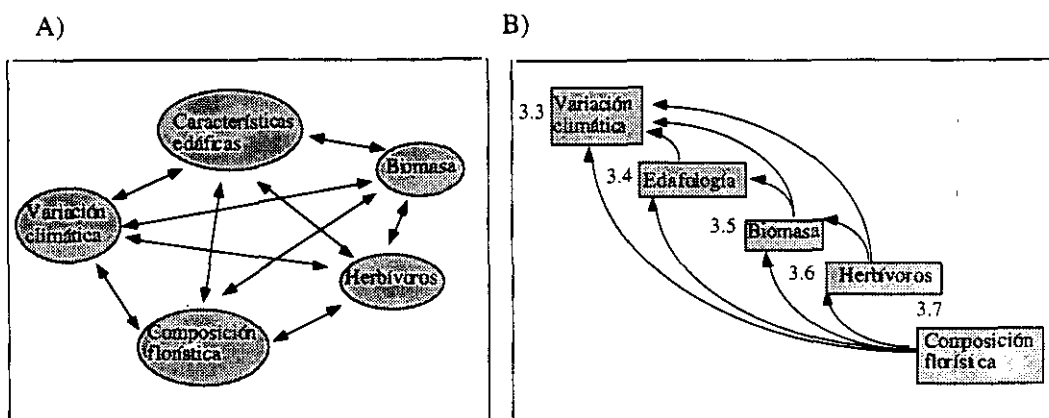 A)
Características
edáficas
Biomasa
Variación
climática
Herbívoros
Composición
florística
B)
3.3
Variación
climática
3.4
Edafología
3.5
Biomasa
3.6
Herbívoros
3.7
Composición
florística